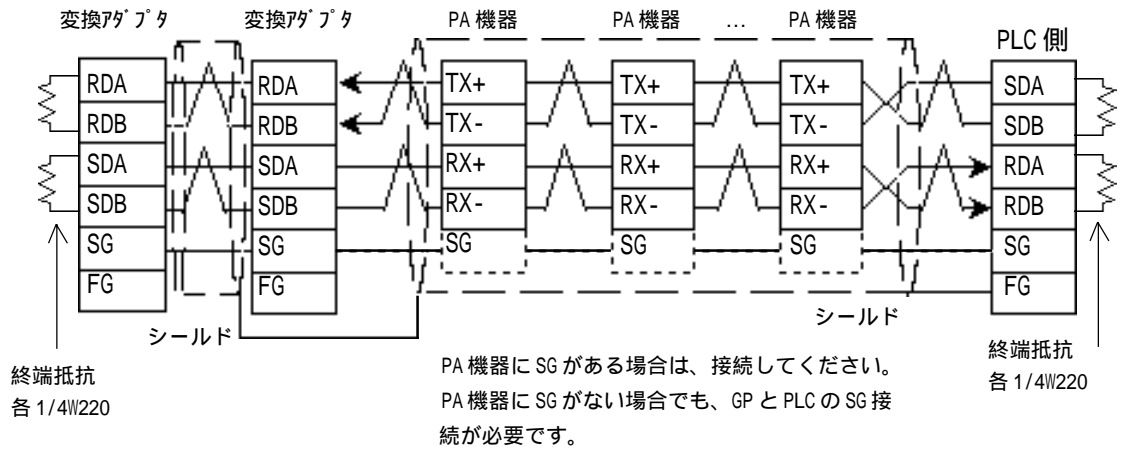 変換ｱﾀﾞﾌﾟﾀ
変換ｱﾀﾞﾌﾟﾀ
PA 機器
PA 機器
…
PA 機器
PLC 側
RDA
RDB
SDA
SDB
SG
FG
RDA
RDB
SDA
SDB
SG
FG
TX+
TX-
RX+
RX-
SG
TX+
TX-
RX+
RX-
SG
TX+
TX-
RX+
RX-
SG
SDA
SDB
RDA
RDB
SG
FG
シールド
シールド
終端抵抗
各 1/4W220
PA 機器に SG がある場合は、接続してください。
PA 機器に SG がない場合でも、GP と PLC の SG 接
続が必要です。
終端抵抗
各 1/4W220